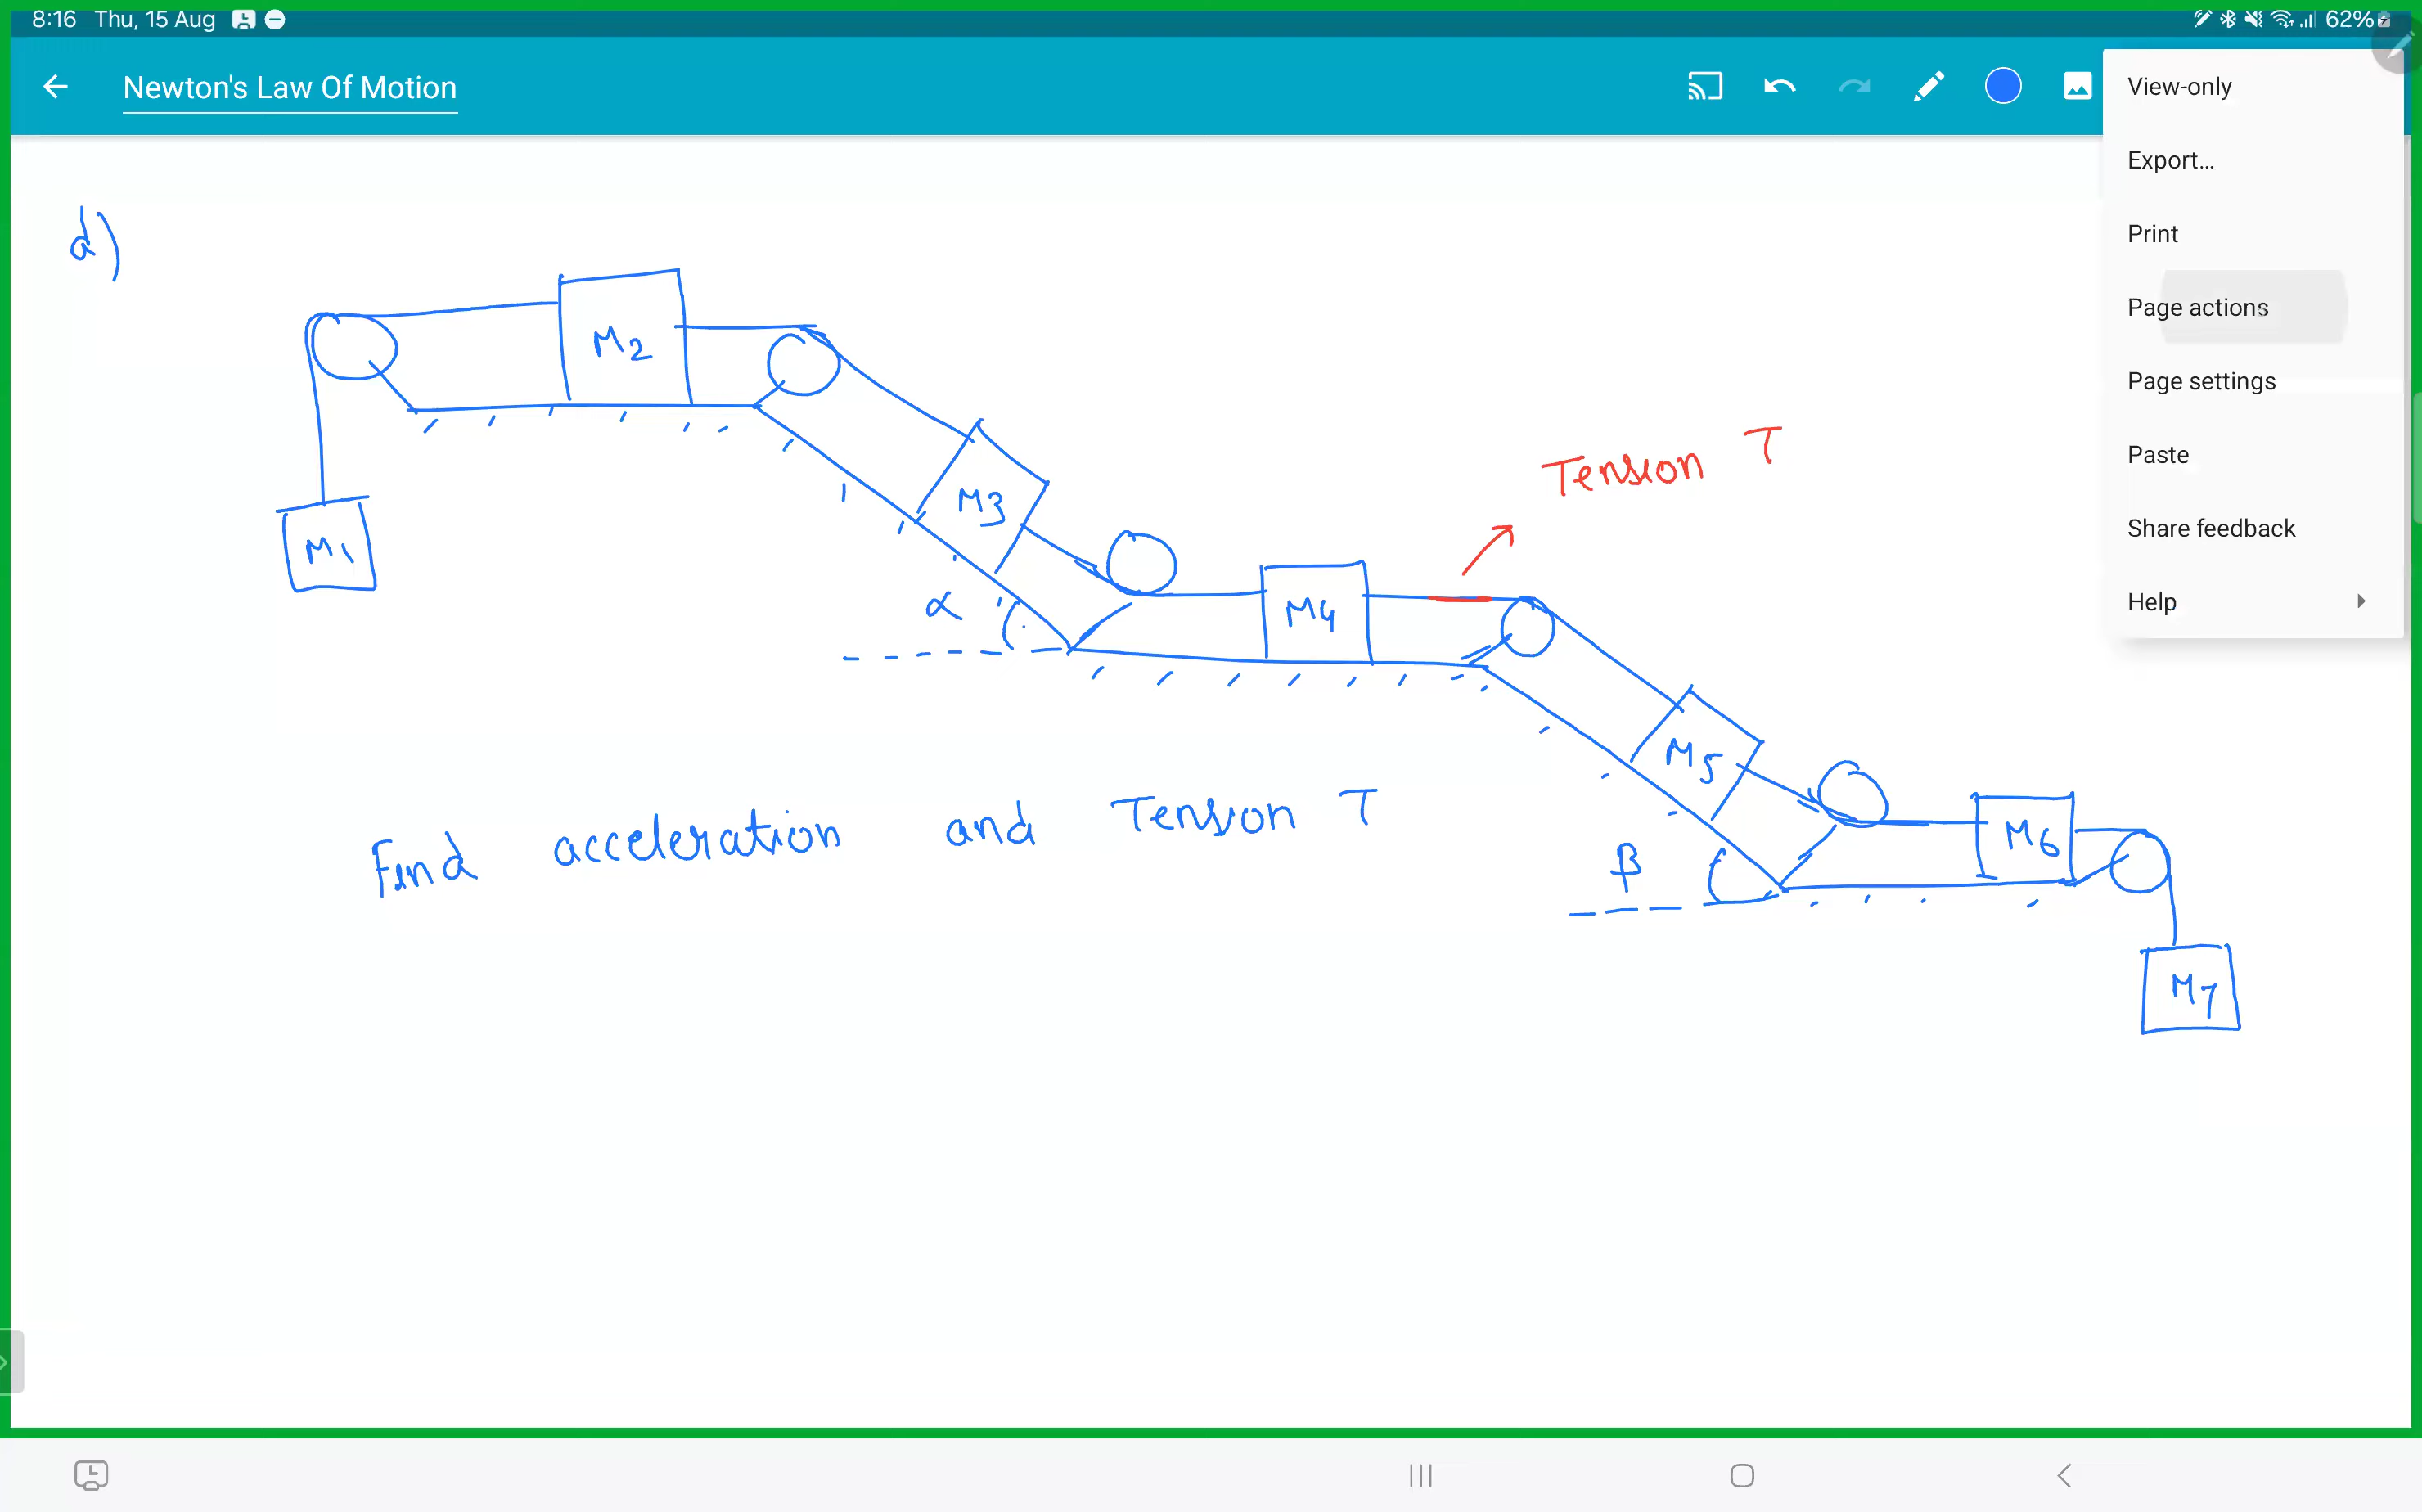 8:16 Thu, 15 Aug 62%
Newton's Law Of Motion
View-only
Export...
Print
Page actions
Page settings
Paste
Share feedback
Help
d)
M2
Tension T
M3
M1
α
M4
M5
Find acceleration and Tension T
β
M6
M7